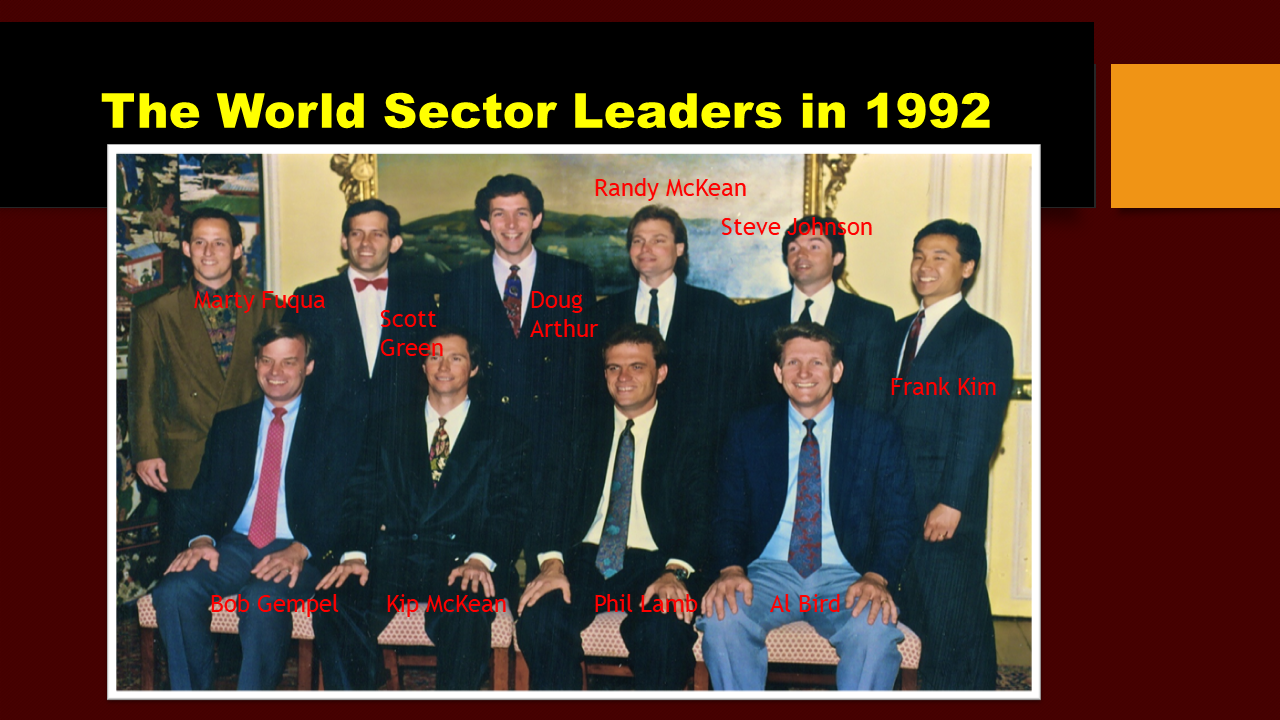 The World Sector Leaders in 1992
Randy McKean
Steve Johnson
Marty Fuqua
Scott
Green
Doug
Arthur
Frank Kim
Bob Gempel
Kip McKean
Phil Lamb
Al Bird